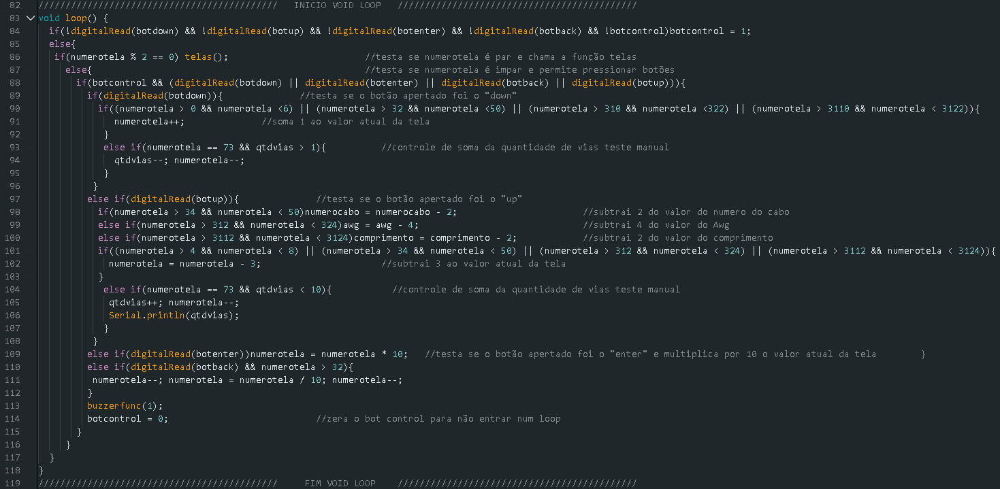 82 //////////////////////////////////////////// INICIO VOID LOOP ////////////////////////////////////////////
83 void loop() {
84 if(!digitalRead(botdown) && !digitalRead(botup) && !digitalRead(botenter) && !digitalRead(botback) && !botcontrol)botcontrol = 1;
85 else{
86 if(numerotela % 2 == 0) telas(); //testa se numerotela é par e chama a função telas
87 else{ //testa se numerotela é impar e permite pressionar botões
88 if(botcontrol && (digitalRead(botdown) || digitalRead(botenter) || digitalRead(botback) || digitalRead(botup))){
89 if(digitalRead(botdown)){ //testa se o botão apertado foi o "down"
90 if((numerotela > 0 && numerotela <6) || (numerotela > 32 && numerotela <50) || (numerotela > 310 && numerotela <322) || (numerotela > 3110 && numerotela < 3122)){
91 numerotela++; //soma 1 ao valor atual da tela
92 }
93 else if(numerotela == 73 && qtdvias > 1){ //controle de soma da quantidade de vias teste manual
94 qtdvias--; numerotela--;
95 }
96 }
97 else if(digitalRead(botup)){ //testa se o botão apertado foi o "up"
98 if(numerotela > 34 && numerotela < 50)numerocabo = numerocabo - 2; //subtrai 2 do valor do numero do cabo
99 else if(numerotela > 312 && numerotela < 324)awg = awg - 4; //subtrai 4 do valor do Awg
100 else if(numerotela > 3112 && numerotela < 3124)comprimento = comprimento - 2; //subtrai 2 do valor do comprimento
101 if((numerotela > 4 && numerotela < 8) || (numerotela > 34 && numerotela < 50) || (numerotela > 312 && numerotela < 324) || (numerotela > 3112 && numerotela < 3124)){
102 numerotela = numerotela - 3; //subtrai 3 ao valor atual da tela
103 }
104 else if(numerotela == 73 && qtdvias < 10){ //controle de soma da quantidade de vias teste manual
105 qtdvias++; numerotela--;
106 Serial.println(qtdvias);
107 }
108 }
109 else if(digitalRead(botenter))numerotela = numerotela * 10; //testa se o botão apertado foi o "enter" e multiplica por 10 o valor atual da tela }
110 else if(digitalRead(botback) && numerotela > 32){
111 numerotela--; numerotela = numerotela / 10; numerotela--;
112 }
113 buzzerfunc(1);
114 botcontrol = 0; //zera o bot control para não entrar num loop
115 }
116 }
117 }
118 }
119 //////////////////////////////////////////// FIM VOID LOOP ////////////////////////////////////////////